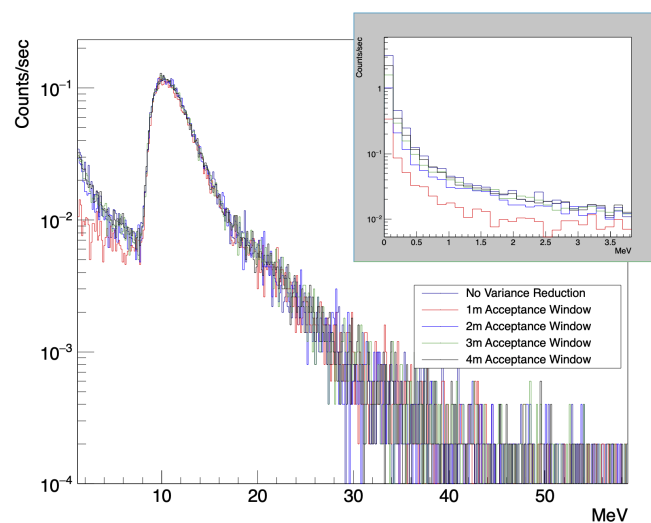 Counts/sec
10⁻¹
10⁻²
10⁻³
10⁻⁴
10
20
30
40
50
MeV
Counts/sec
1
10⁻¹
10⁻²
0
0.5
1
1.5
2
2.5
3
3.5
MeV
No Variance Reduction
1m Acceptance Window
2m Acceptance Window
3m Acceptance Window
4m Acceptance Window